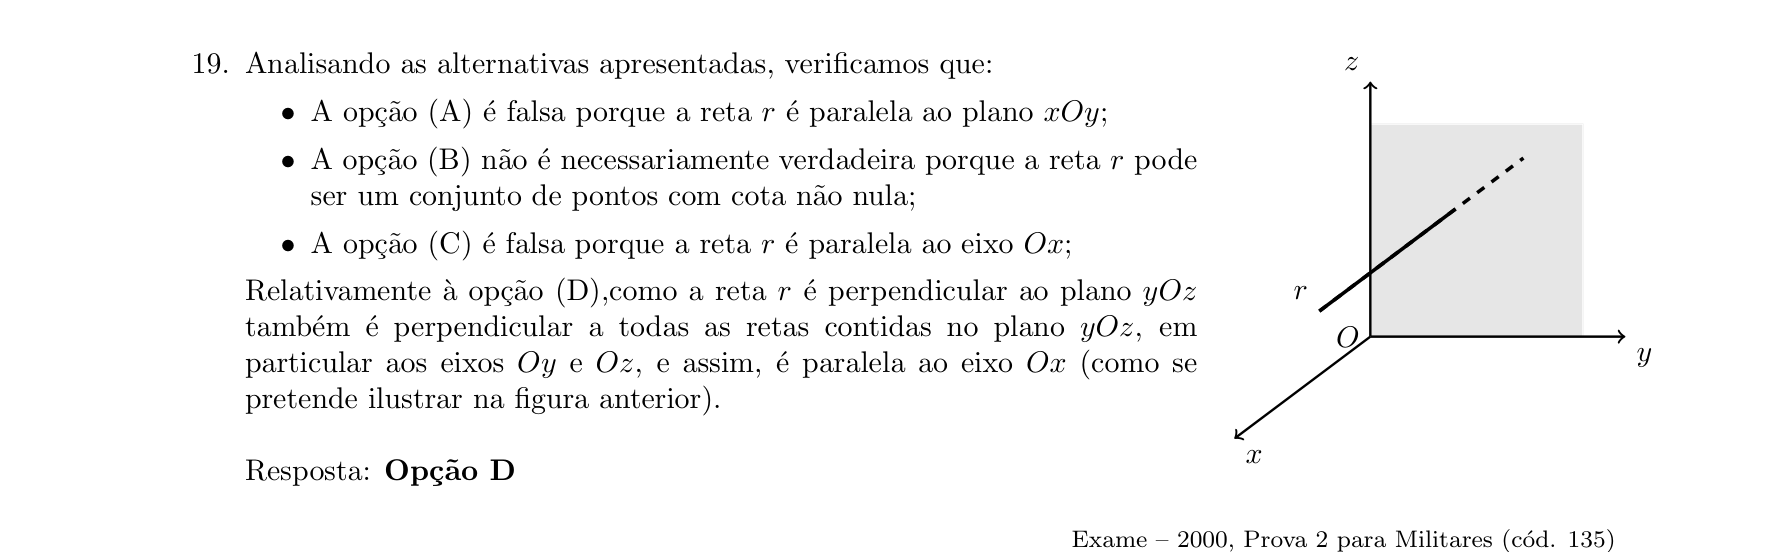 19. Analisando as alternativas apresentadas, verificamos que:
• A opção (A) é falsa porque a reta r é paralela ao plano xOy;
• A opção (B) não é necessariamente verdadeira porque a reta r pode
ser um conjunto de pontos com cota não nula;
• A opção (C) é falsa porque a reta r é paralela ao eixo Ox;
Relativamente à opção (D),como a reta r é perpendicular ao plano yOz
também é perpendicular a todas as retas contidas no plano yOz, em
particular aos eixos Oy e Oz, e assim, é paralela ao eixo Ox (como se
pretende ilustrar na figura anterior).
Resposta: Opção D
z
r
O
y
x
Exame – 2000, Prova 2 para Militares (cód. 135)